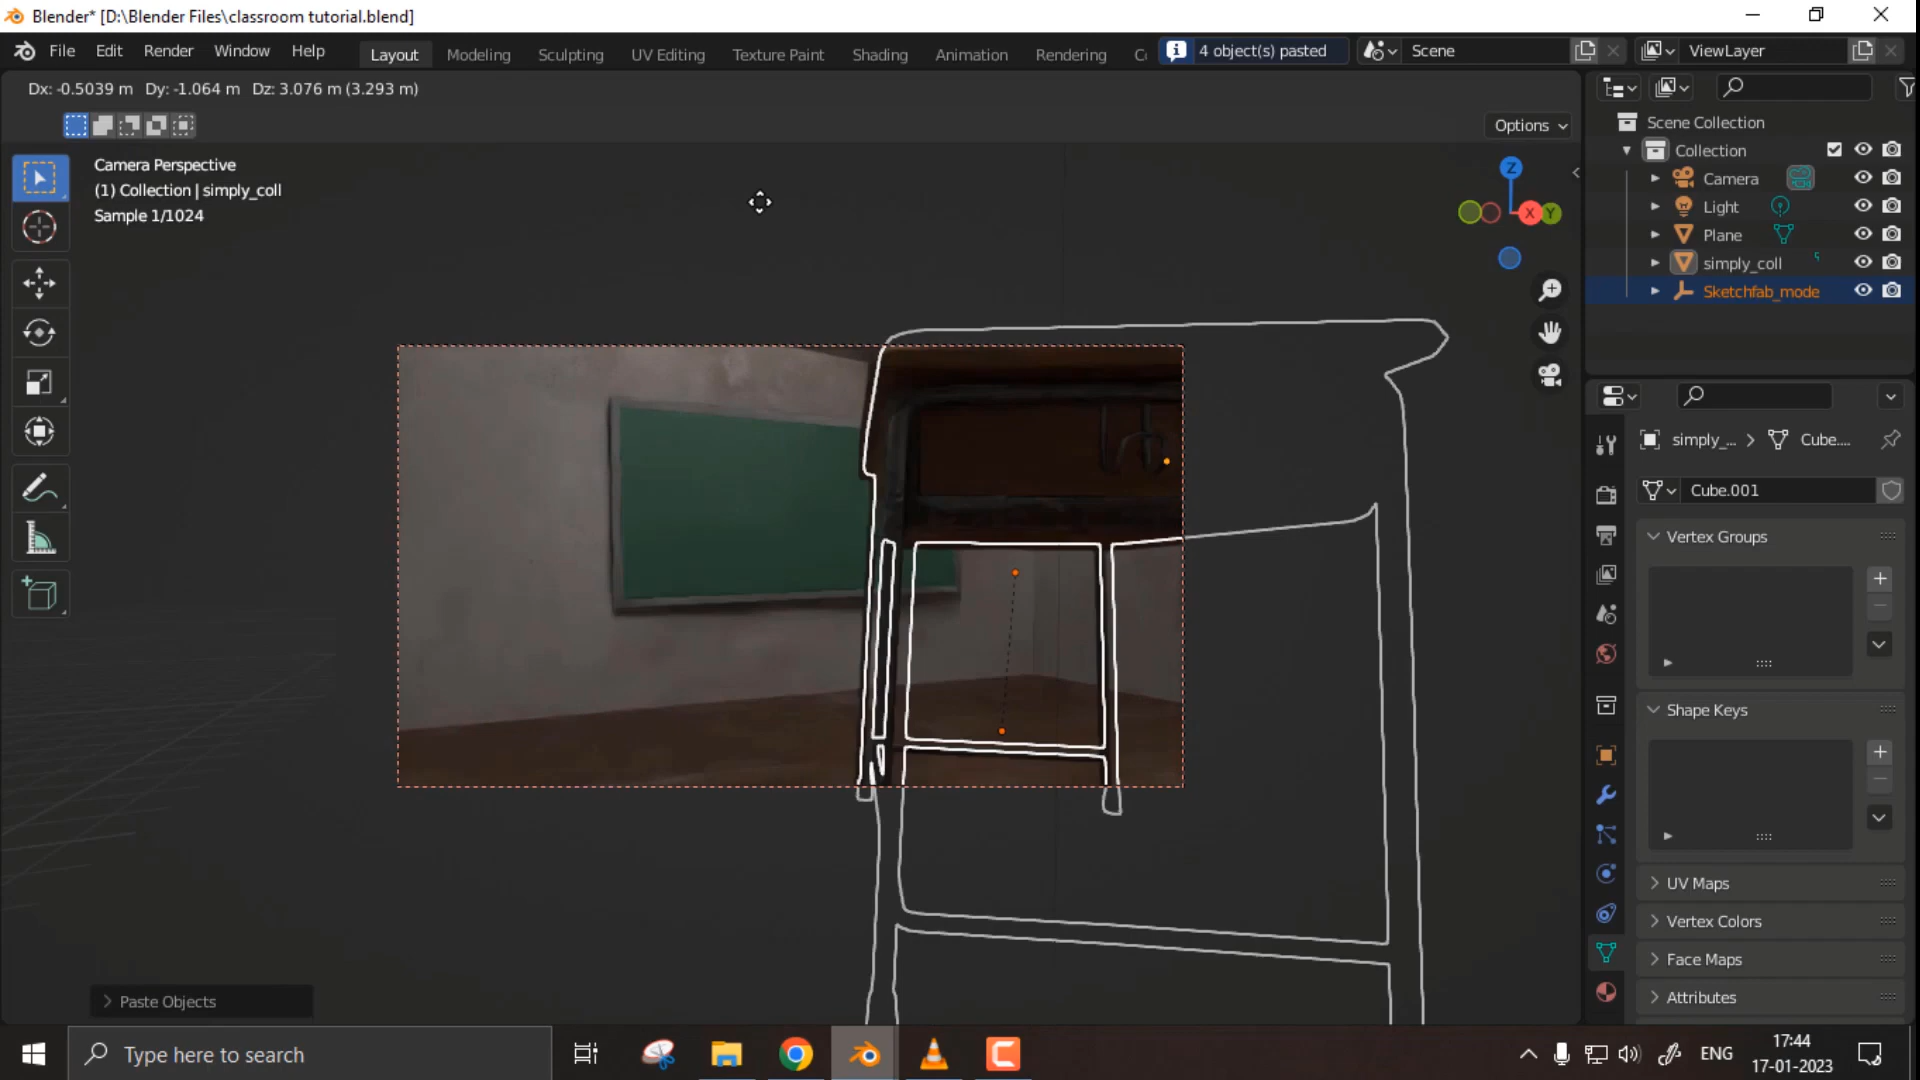 Blender* [D:\Blender Files\classroom tutorial.blend]
File Edit Render Window Help Layout Modeling Sculpting UV Editing Texture Paint Shading Animation Rendering Cc 4 object(s) pasted Scene ViewLayer
Dx: -0.5039 m Dy: -1.064 m Dz: 3.076 m (3.293 m)
Options
Camera Perspective
(1) Collection | simply_coll
Sample 1/1024
Z
X
Y
Scene Collection
Collection
Camera
Light
Plane
simply_coll
Sketchfab_mode
simply_... > Cube....
Cube.001
Vertex Groups
Shape Keys
UV Maps
Vertex Colors
Face Maps
Attributes
Paste Objects
Type here to search
ENG
17:44
17-01-2023